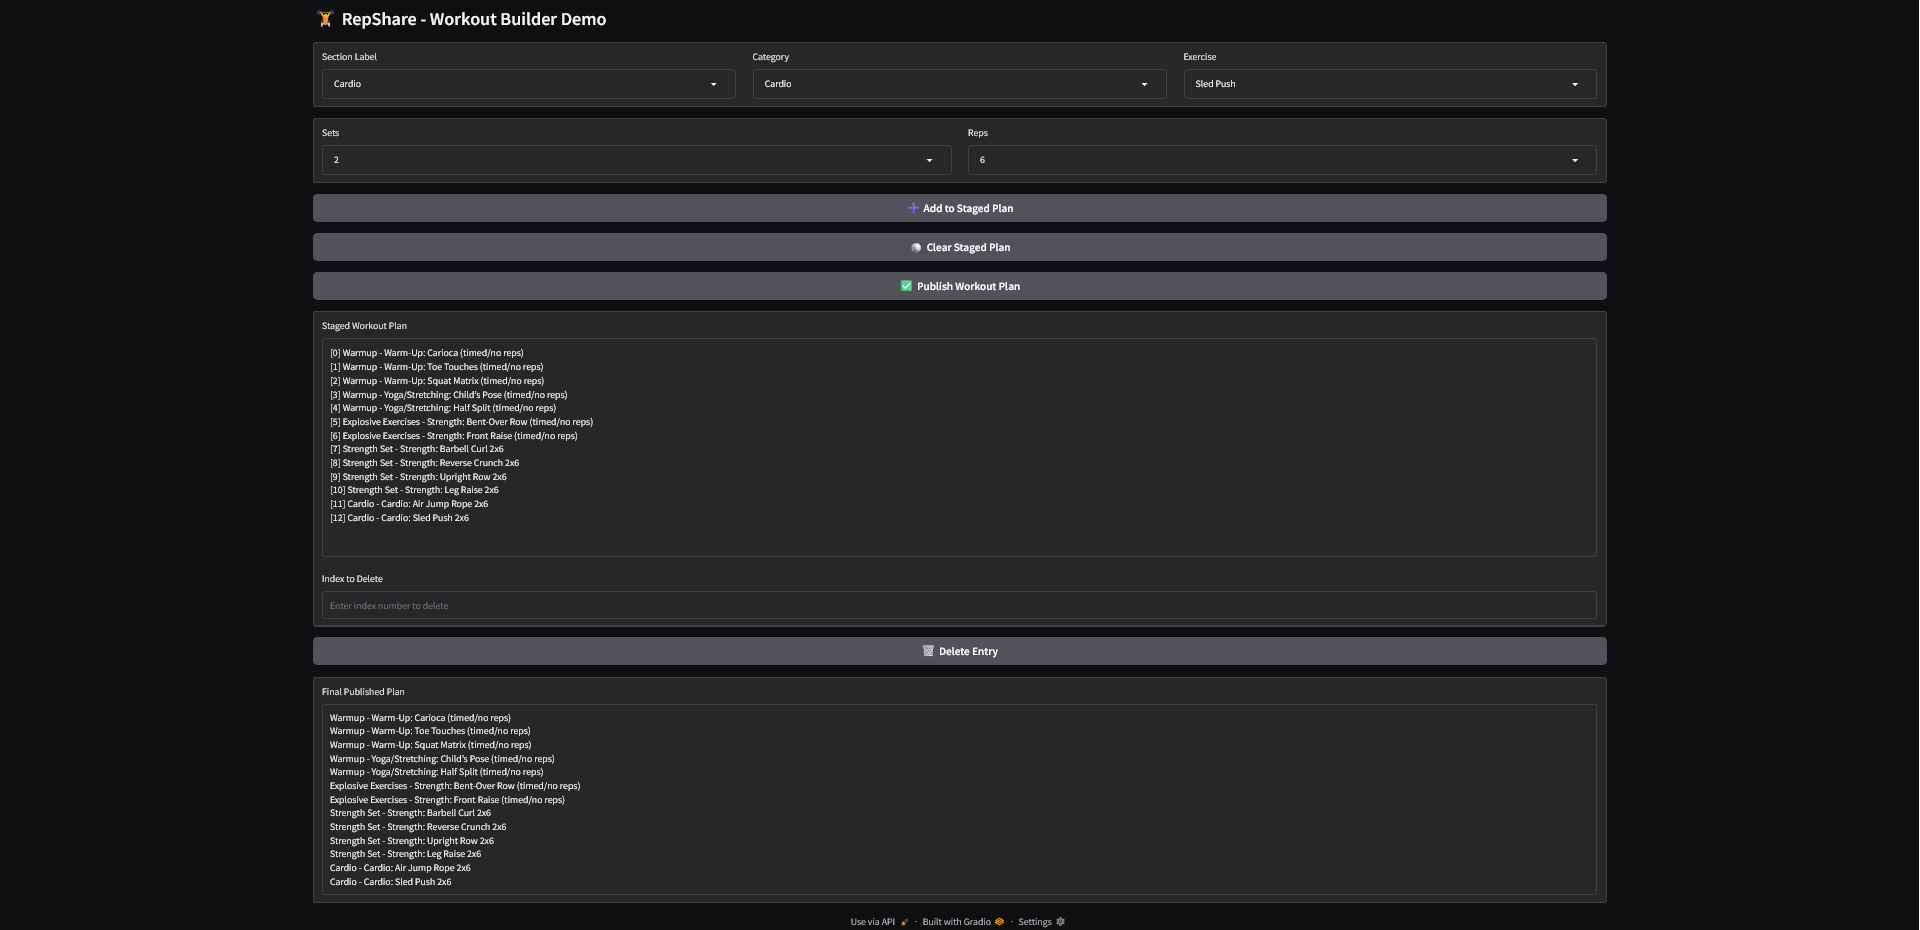 RepShare - Workout Builder Demo
Section Label
Category
Exercise
Cardio
Cardio
Sled Push
Sets
Reps
2
6
Add to Staged Plan
Clear Staged Plan
Publish Workout Plan
Staged Workout Plan
[0] Warmup - Warm-Up: Carioca (timed/no reps)
[1] Warmup - Warm-Up: Toe Touches (timed/no reps)
[2] Warmup - Warm-Up: Squat Matrix (timed/no reps)
[3] Warmup - Yoga/Stretching: Child's Pose (timed/no reps)
[4] Warmup - Yoga/Stretching: Half Split (timed/no reps)
[5] Explosive Exercises - Strength: Bent-Over Row (timed/no reps)
[6] Explosive Exercises - Strength: Front Raise (timed/no reps)
[7] Strength Set - Strength: Barbell Curl 2x6
[8] Strength Set - Strength: Reverse Crunch 2x6
[9] Strength Set - Strength: Upright Row 2x6
[10] Strength Set - Strength: Leg Raise 2x6
[11] Cardio - Cardio: Air Jump Rope 2x6
[12] Cardio - Cardio: Sled Push 2x6
Index to Delete
Enter index number to delete
Delete Entry
Final Published Plan
Warmup - Warm-Up: Carioca (timed/no reps)
Warmup - Warm-Up: Toe Touches (timed/no reps)
Warmup - Warm-Up: Squat Matrix (timed/no reps)
Warmup - Yoga/Stretching: Child's Pose (timed/no reps)
Warmup - Yoga/Stretching: Half Split (timed/no reps)
Explosive Exercises - Strength: Bent-Over Row (timed/no reps)
Explosive Exercises - Strength: Front Raise (timed/no reps)
Strength Set - Strength: Barbell Curl 2x6
Strength Set - Strength: Reverse Crunch 2x6
Strength Set - Strength: Upright Row 2x6
Strength Set - Strength: Leg Raise 2x6
Cardio - Cardio: Air Jump Rope 2x6
Cardio - Cardio: Sled Push 2x6
Use via API · Built with Gradio · Settings